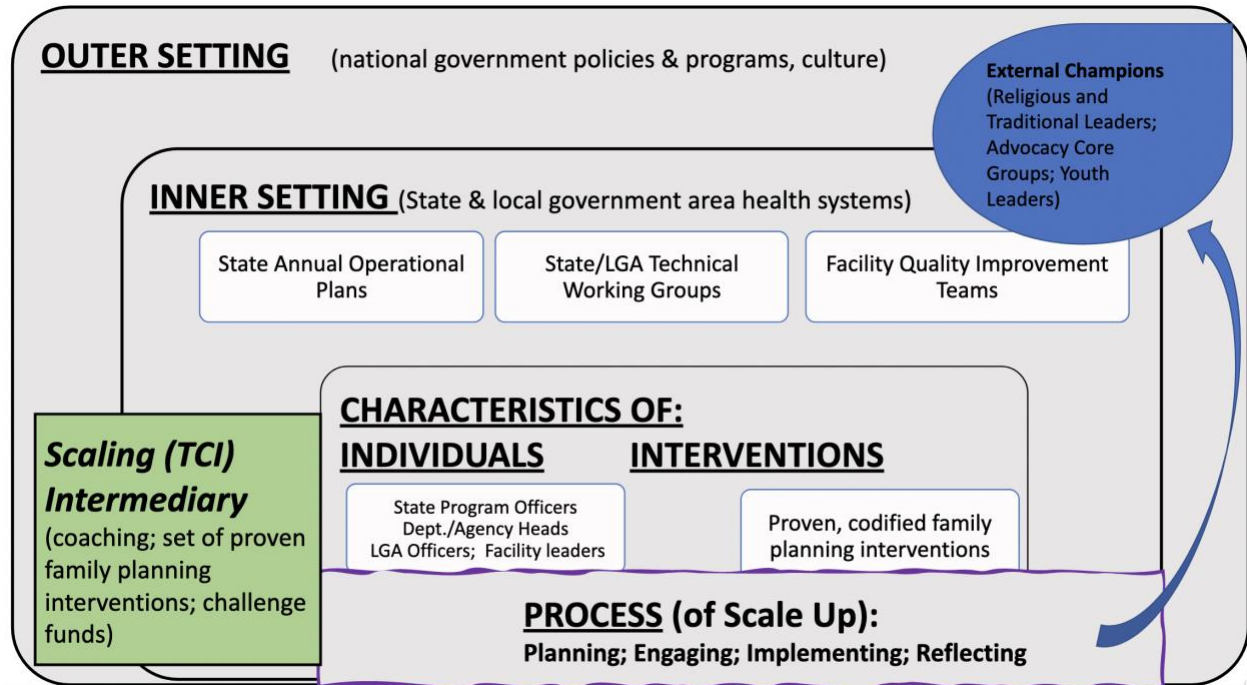 OUTER SETTING (national government policies & programs, culture)
External Champions
(Religious and
Traditional Leaders;
Advocacy Core
Groups; Youth
Leaders)
INNER SETTING (State & local government area health systems)
State Annual Operational
Plans
State/LGA Technical
Working Groups
Facility Quality Improvement
Teams
CHARACTERISTICS OF:
INDIVIDUALS
INTERVENTIONS
State Program Officers
Dept./Agency Heads
LGA Officers; Facility leaders
Proven, codified family
planning interventions
Scaling (TCI)
Intermediary
(coaching; set of proven
family planning
interventions; challenge
funds)
PROCESS (of Scale Up):
Planning; Engaging; Implementing; Reflecting